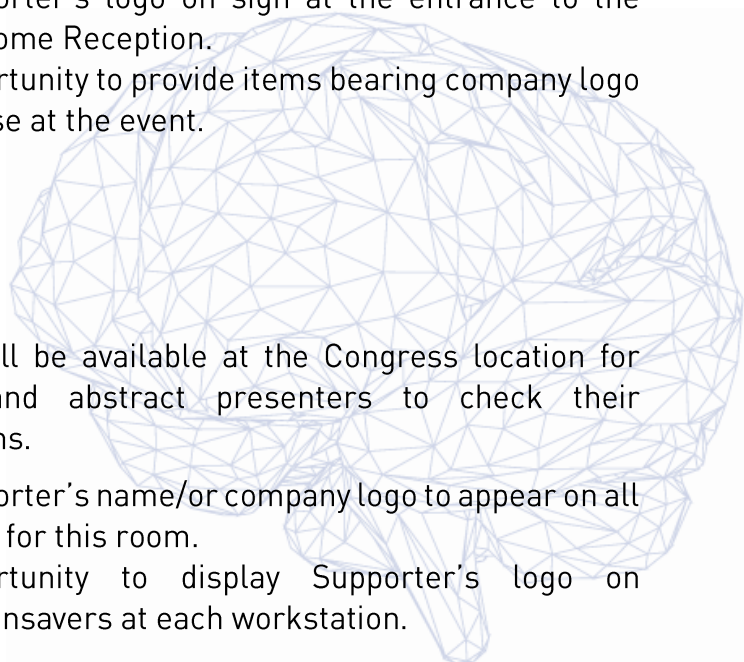 orter's logo on sign at the entrance to the
ome Reception.
rtunity to provide items bearing company logo
se at the event.
ll be available at the Congress location for
and abstract presenters to check their
ns.
orter's name/or company logo to appear on all
for this room.
rtunity to display Supporter's logo on
nsavers at each workstation.